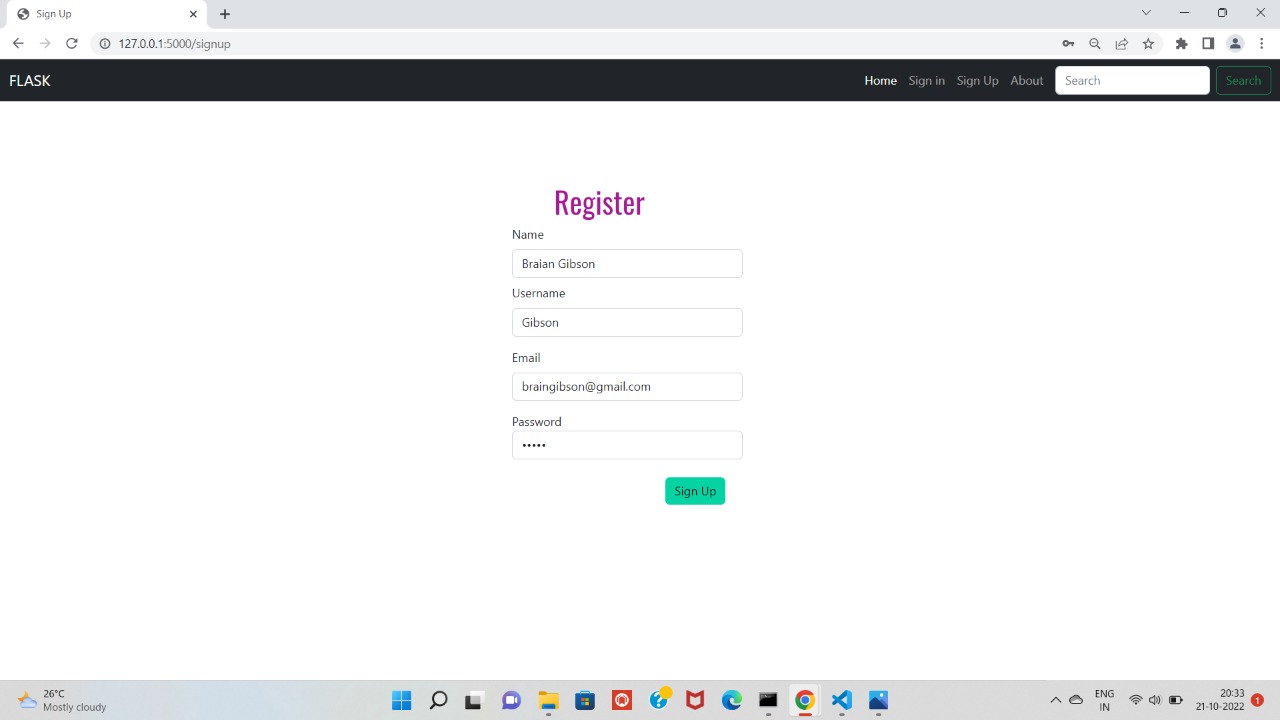 Sign Up
127.0.0.1:5000/signup
FLASK
Home Sign in Sign Up About Search Search
Register
Name
Braian Gibson
Username
Gibson
Email
braingibson@gmail.com
Password
•••••
Sign Up
26°C
Mostly cloudy
ENG
IN
20:33
21-10-2022
1